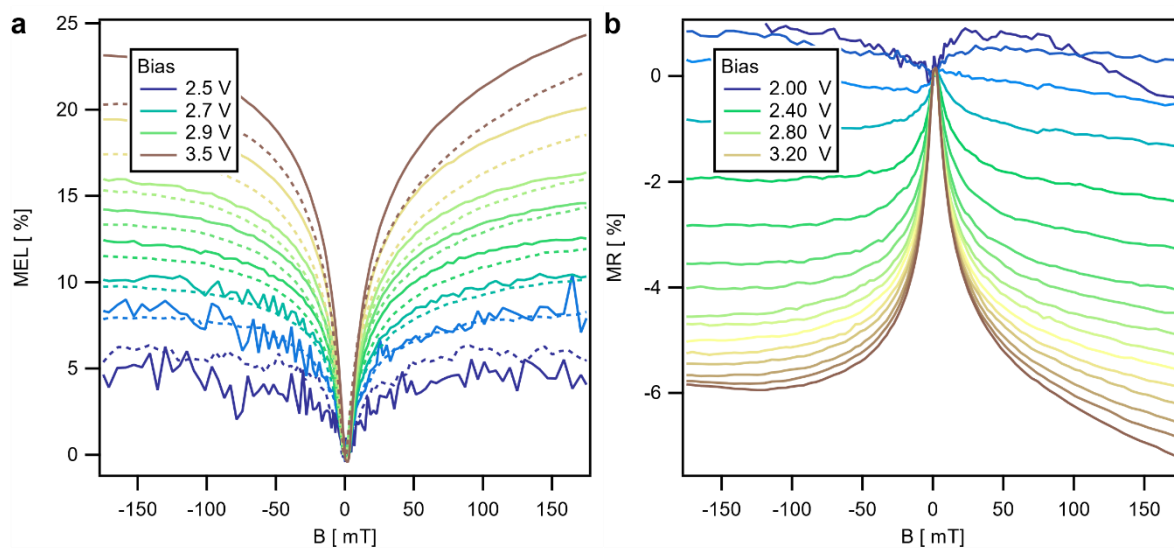 a
25
20
15
10
5
0
MEL [ %]
Bias
2.5 V
2.7 V
2.9 V
3.5 V
-150 -100 -50 0 50 100 150
B [ mT]
b
0
-2
-4
-6
MR [ %]
Bias
2.00 V
2.40 V
2.80 V
3.20 V
-150 -100 -50 0 50 100 150
B [ mT]